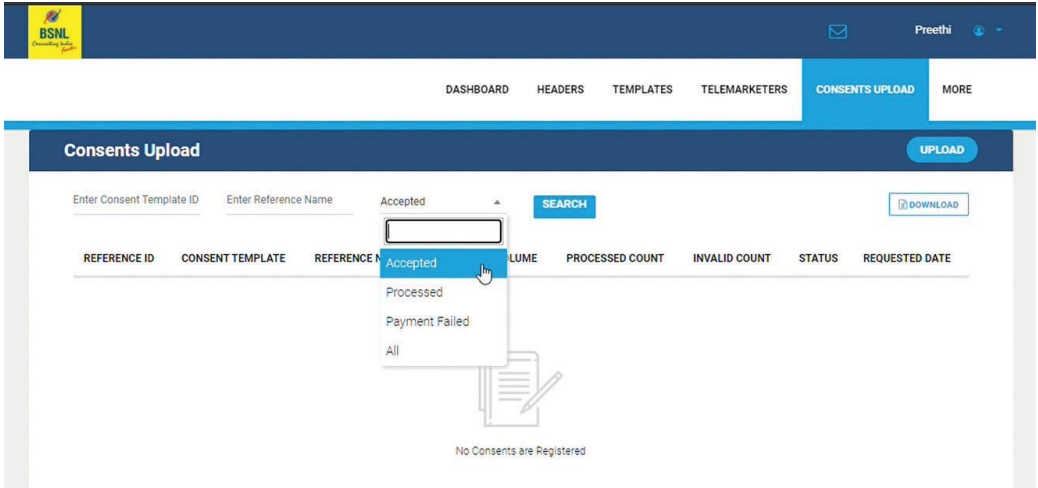 BSNL
Connecting India
Preethi
DASHBOARD HEADERS TEMPLATES TELEMARKETERS CONSENTS UPLOAD MORE
Consents Upload UPLOAD
Enter Consent Template ID Enter Reference Name Accepted SEARCH DOWNLOAD
REFERENCE ID CONSENT TEMPLATE REFERENCE N LUME PROCESSED COUNT INVALID COUNT STATUS REQUESTED DATE
Accepted
Processed
Payment Failed
All
No Consents are Registered